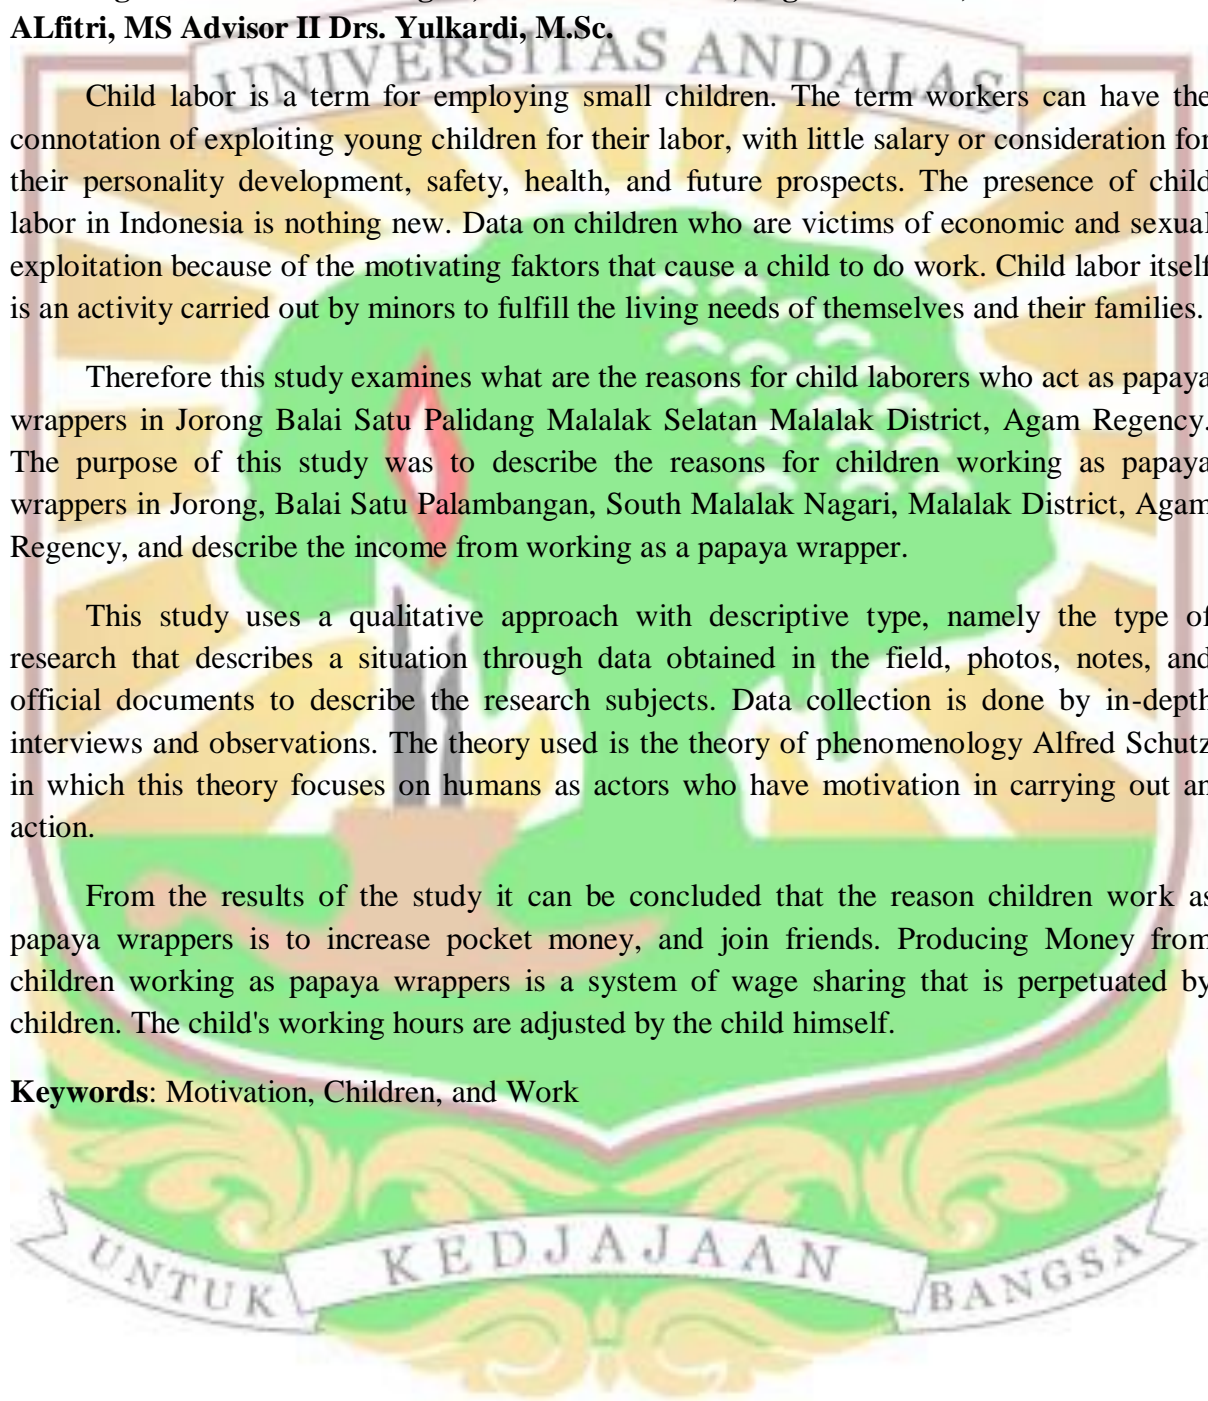 ALfitri, MS Advisor II Drs. Yulkardi, M.Sc.
UNIVERSITAS ANDALAS
Child labor is a term for employing small children. The term workers can have the
connotation of exploiting young children for their labor, with little salary or consideration for
their personality development, safety, health, and future prospects. The presence of child
labor in Indonesia is nothing new. Data on children who are victims of economic and sexual
exploitation because of the motivating faktors that cause a child to do work. Child labor itself
is an activity carried out by minors to fulfill the living needs of themselves and their families.
Therefore this study examines what are the reasons for child laborers who act as papaya
wrappers in Jorong Balai Satu Palidang Malalak Selatan Malalak District, Agam Regency.
The purpose of this study was to describe the reasons for children working as papaya
wrappers in Jorong, Balai Satu Palambangan, South Malalak Nagari, Malalak District, Agam
Regency, and describe the income from working as a papaya wrapper.
This study uses a qualitative approach with descriptive type, namely the type of
research that describes a situation through data obtained in the field, photos, notes, and
official documents to describe the research subjects. Data collection is done by in-depth
interviews and observations. The theory used is the theory of phenomenology Alfred Schutz
in which this theory focuses on humans as actors who have motivation in carrying out an
action.
From the results of the study it can be concluded that the reason children work as
papaya wrappers is to increase pocket money, and join friends. Producing Money from
children working as papaya wrappers is a system of wage sharing that is perpetuated by
children. The child's working hours are adjusted by the child himself.
Keywords: Motivation, Children, and Work
UNTUK KEDJAJAAN BANGSA